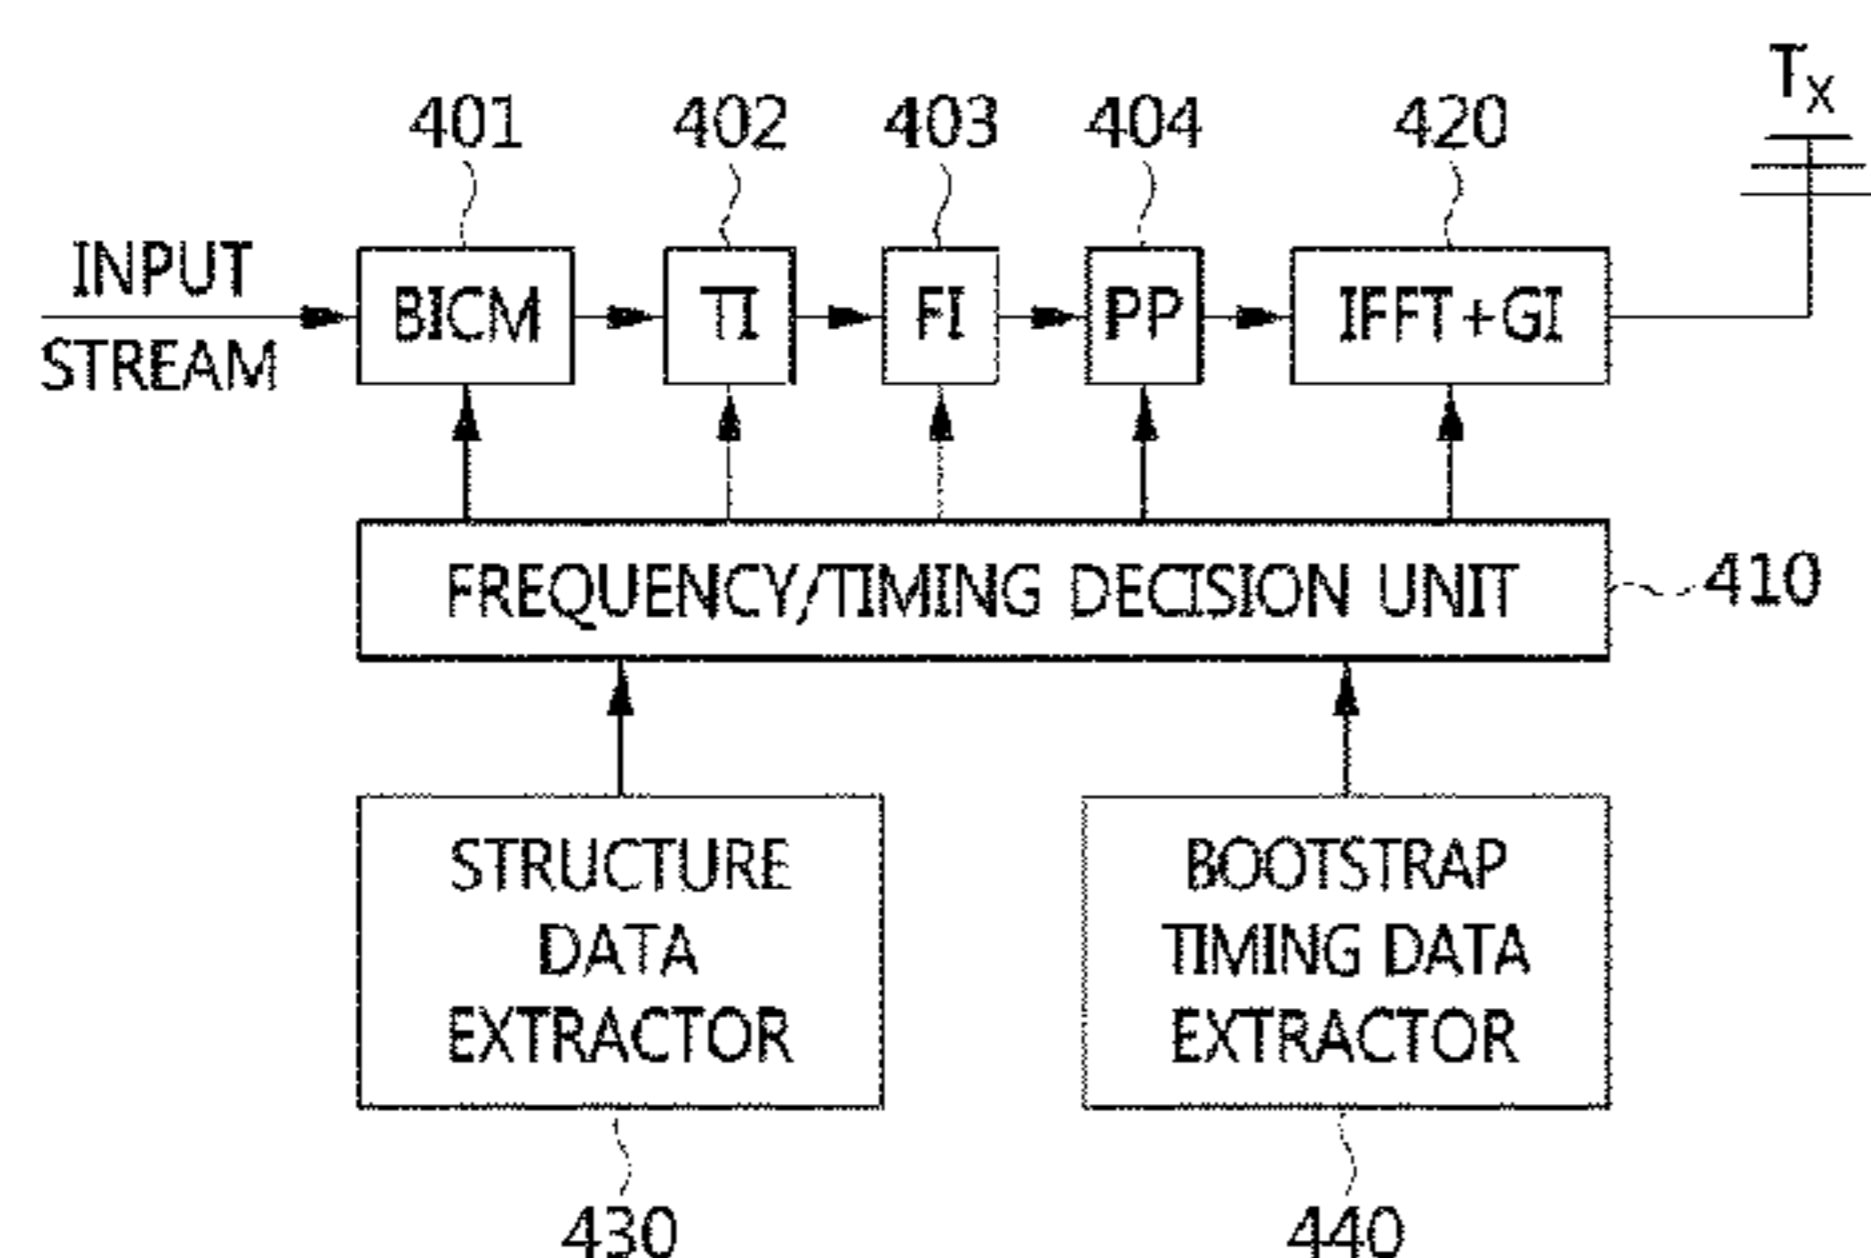 Tx
401 402 403 404 420
INPUT
STREAM
BICM TI FI PP IFFT+GI
FREQUENCY/TIMING DECISION UNIT 410
STRUCTURE
DATA
EXTRACTOR
BOOTSTRAP
TIMING DATA
EXTRACTOR
430 440